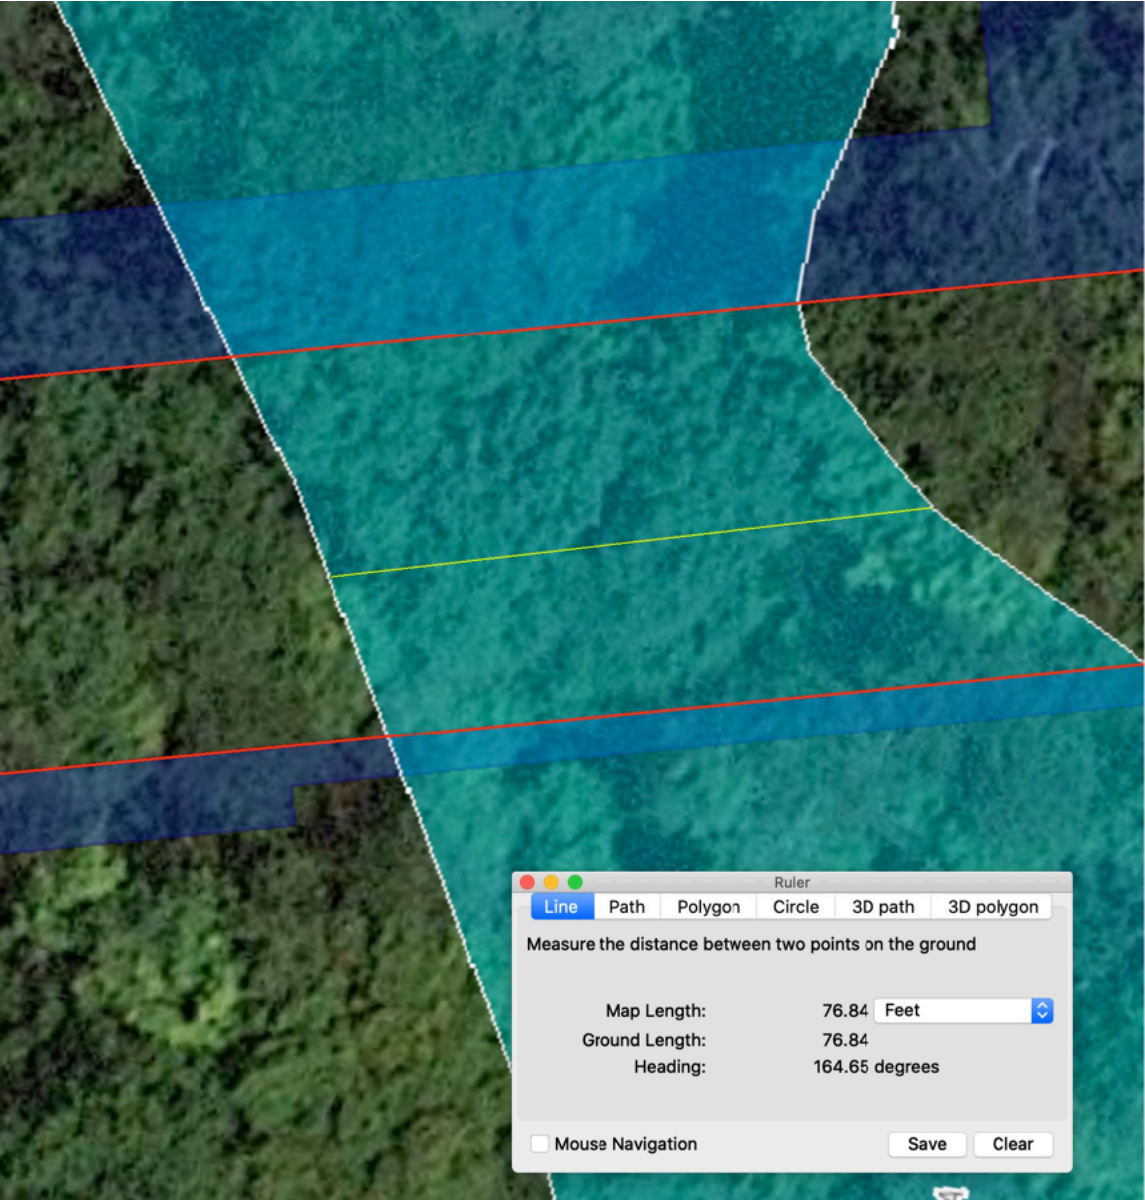 Ruler
Line Path Polygon Circle 3D path 3D polygon
Measure the distance between two points on the ground
Map Length: 76.84 Feet
Ground Length: 76.84
Heading: 164.65 degrees
Mouse Navigation Save Clear